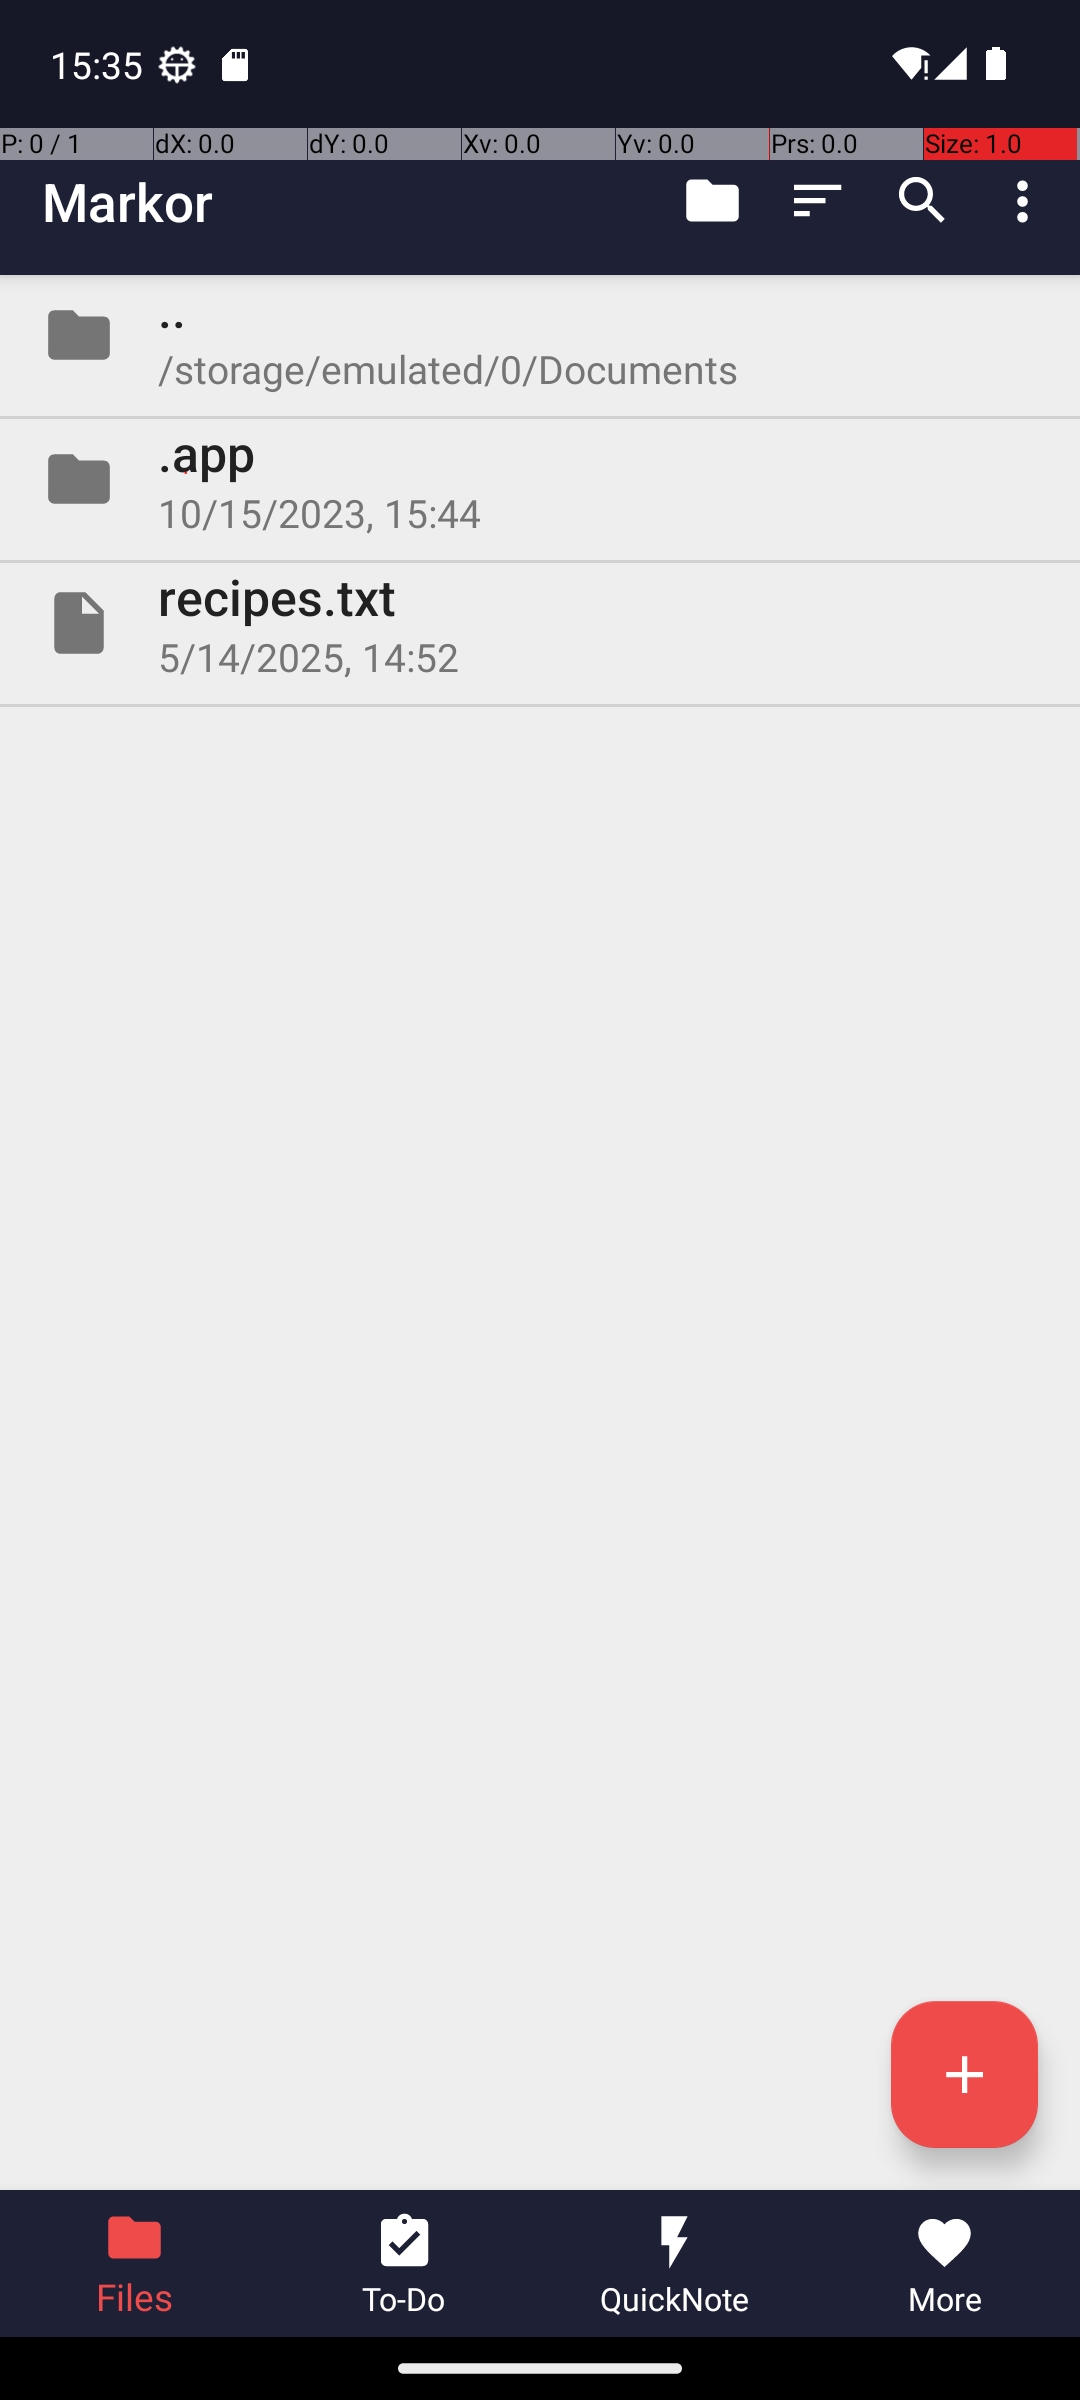 15:35
P: 0 / 1 dX: 0.0 dY: 0.0 Xv: 0.0 Yv: 0.0 Prs: 0.0 Size: 1.0
Markor
..
/storage/emulated/0/Documents
.app
10/15/2023, 15:44
recipes.txt
5/14/2025, 14:52
Files To-Do QuickNote More